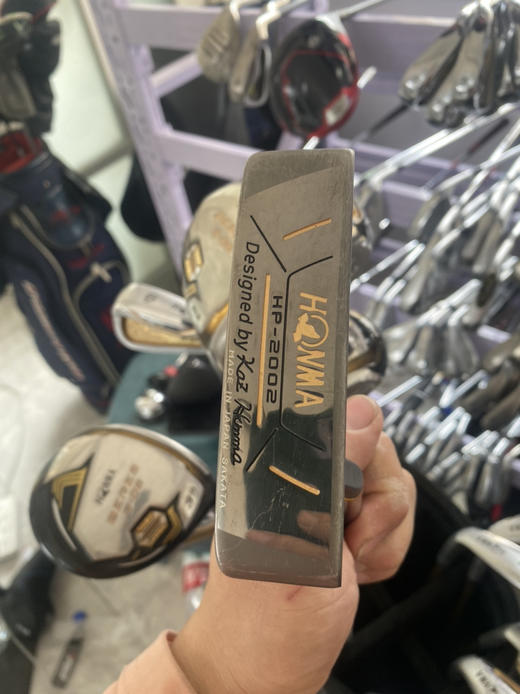 HONMA
HP-2002
Designed by Kaz Honma
MADE IN JAPAN SAKATA